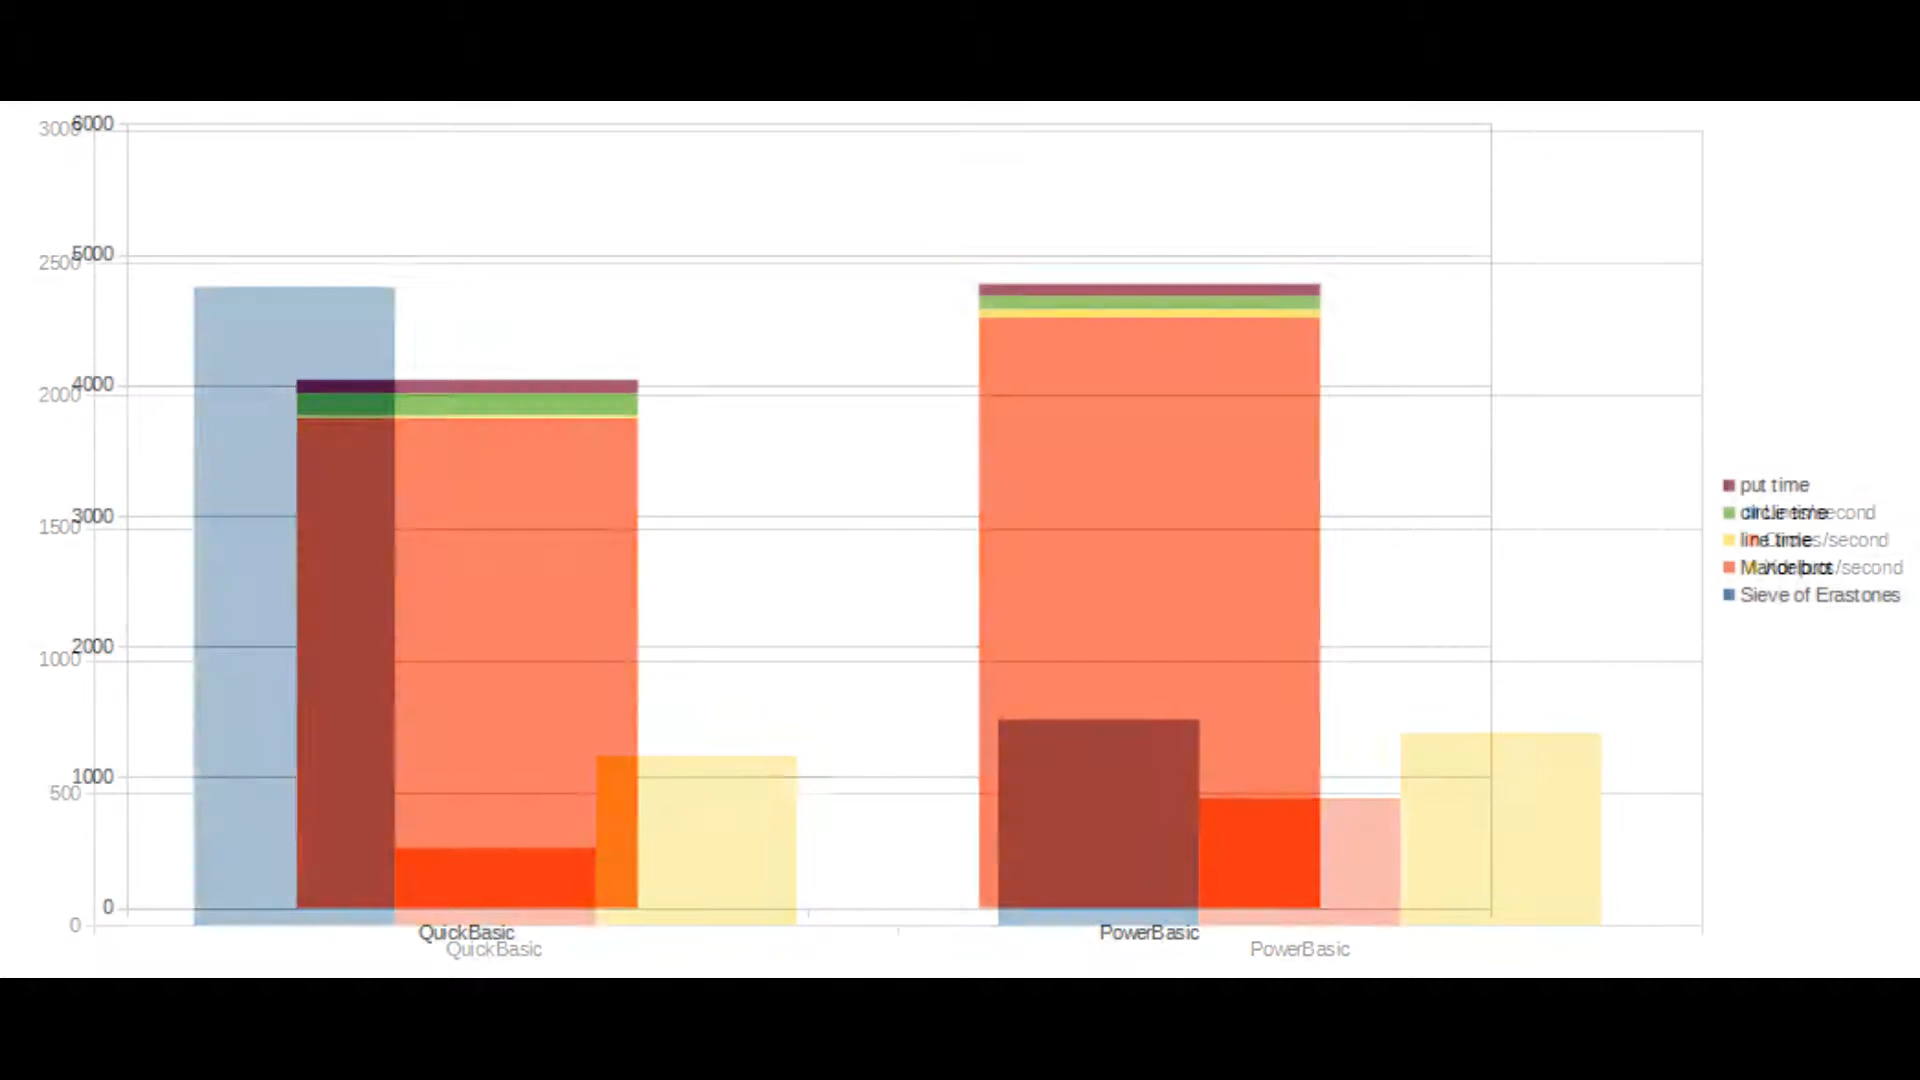 6000
3000
5000
2500
4000
2000
3000
1500
2000
1000
1000
500
0
0
QuickBasic
QuickBasic
PowerBasic
PowerBasic
put time
circle time
line time
Sieve of Erastones